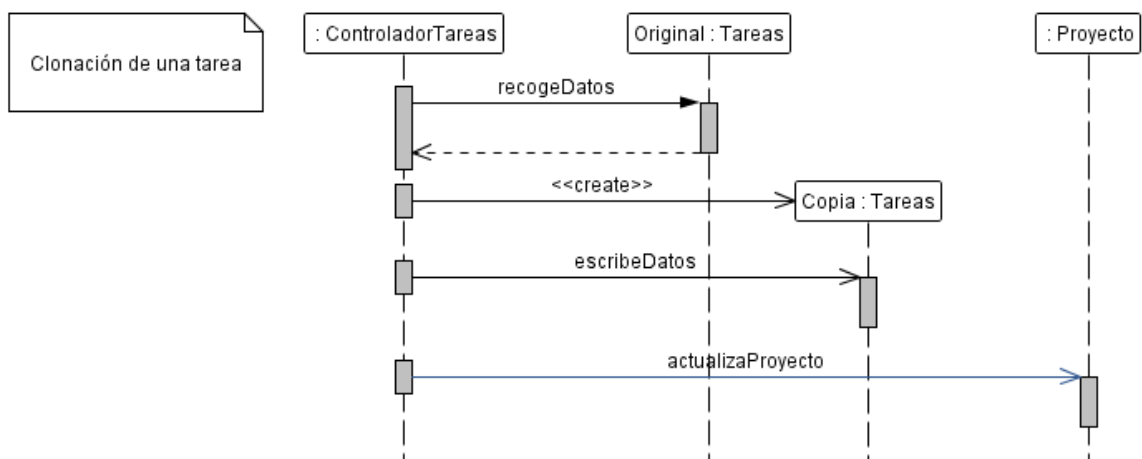 Clonación de una tarea
: ControladorTareas
Original : Tareas
: Proyecto
recogeDatos
<<create>>
Copia : Tareas
escribeDatos
actualizaProyecto